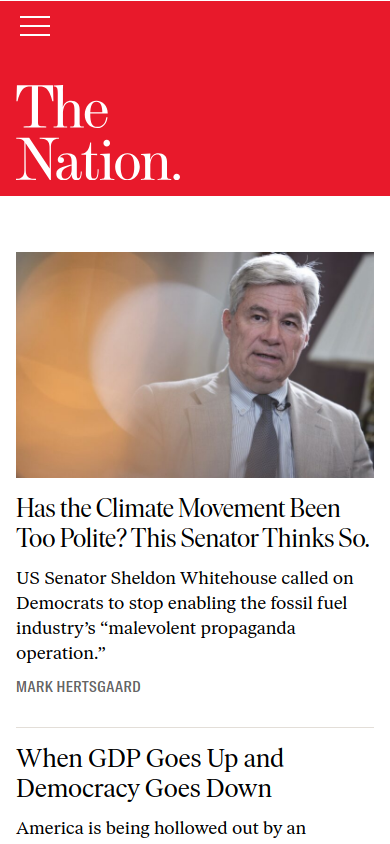 The
Nation.
Has the Climate Movement Been
Too Polite? This Senator Thinks So.
US Senator Sheldon Whitehouse called on
Democrats to stop enabling the fossil fuel
industry’s “malevolent propaganda
operation.”
MARK HERTSGAARD
When GDP Goes Up and
Democracy Goes Down
America is being hollowed out by an